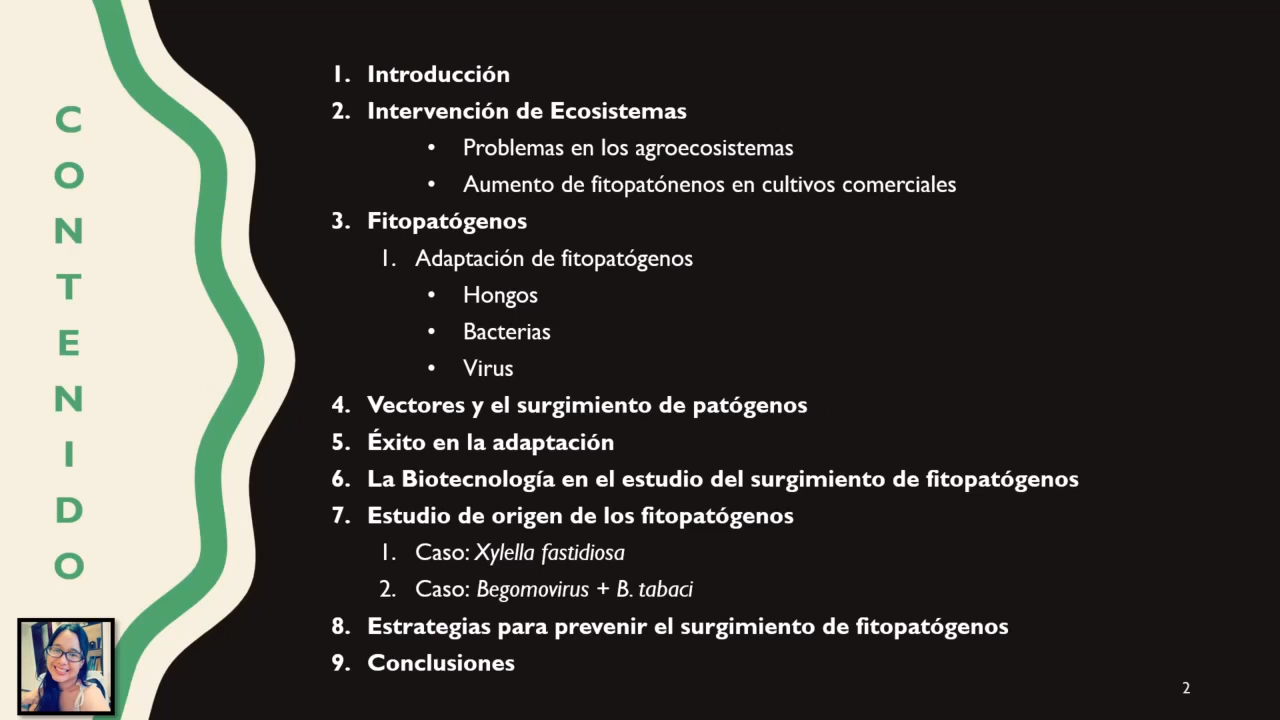 CONTENIDO
1. Introducción
2. Intervención de Ecosistemas
• Problemas en los agroecosistemas
• Aumento de fitopatónenos en cultivos comerciales
3. Fitopatógenos
1. Adaptación de fitopatógenos
• Hongos
• Bacterias
• Virus
4. Vectores y el surgimiento de patógenos
5. Éxito en la adaptación
6. La Biotecnología en el estudio del surgimiento de fitopatógenos
7. Estudio de origen de los fitopatógenos
1. Caso: Xylella fastidiosa
2. Caso: Begomovirus + B. tabaci
8. Estrategias para prevenir el surgimiento de fitopatógenos
9. Conclusiones
2